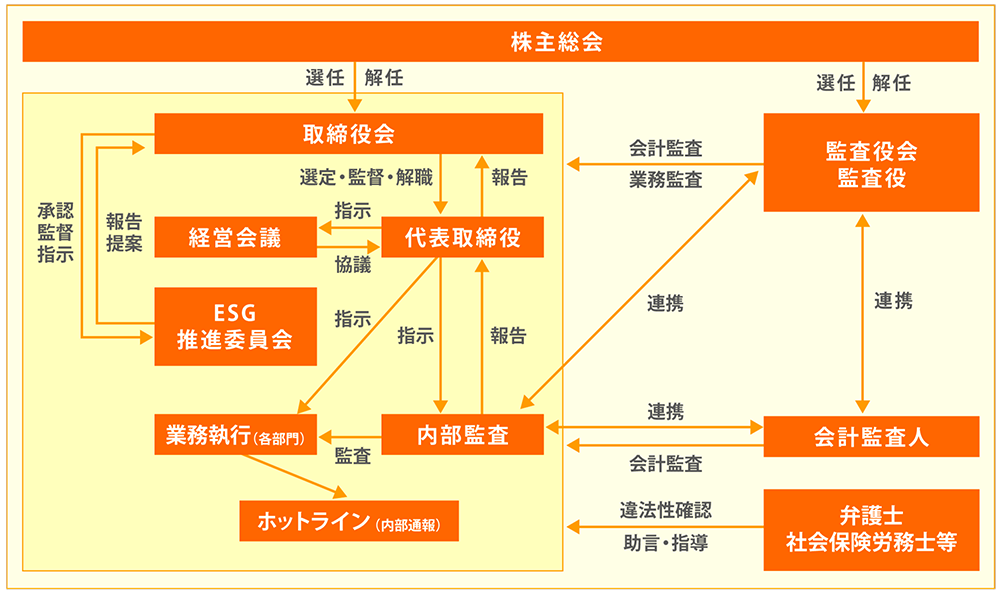 株主総会
選任 解任
選任 解任
取締役会
監査役会
監査役
会計監査
業務監査
選定・監督・解職
報告
承認
監督
指示
報告
提案
経営会議
指示
協議
代表取締役
ESG
推進委員会
指示
指示
報告
連携
連携
業務執行(各部門)
監査
内部監査
連携
会計監査
会計監査人
ホットライン(内部通報)
違法性確認
助言・指導
弁護士
社会保険労務士等